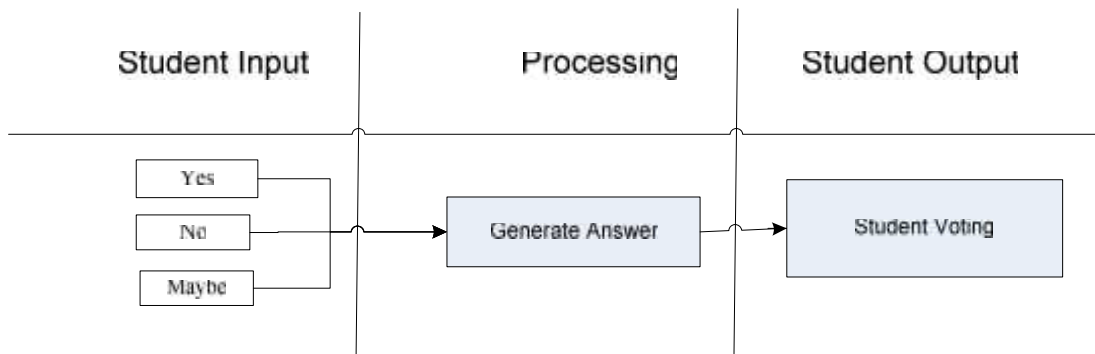 Student Input
Processing
Student Output
Yes
No
Maybe
Generate Answer
Student Voting